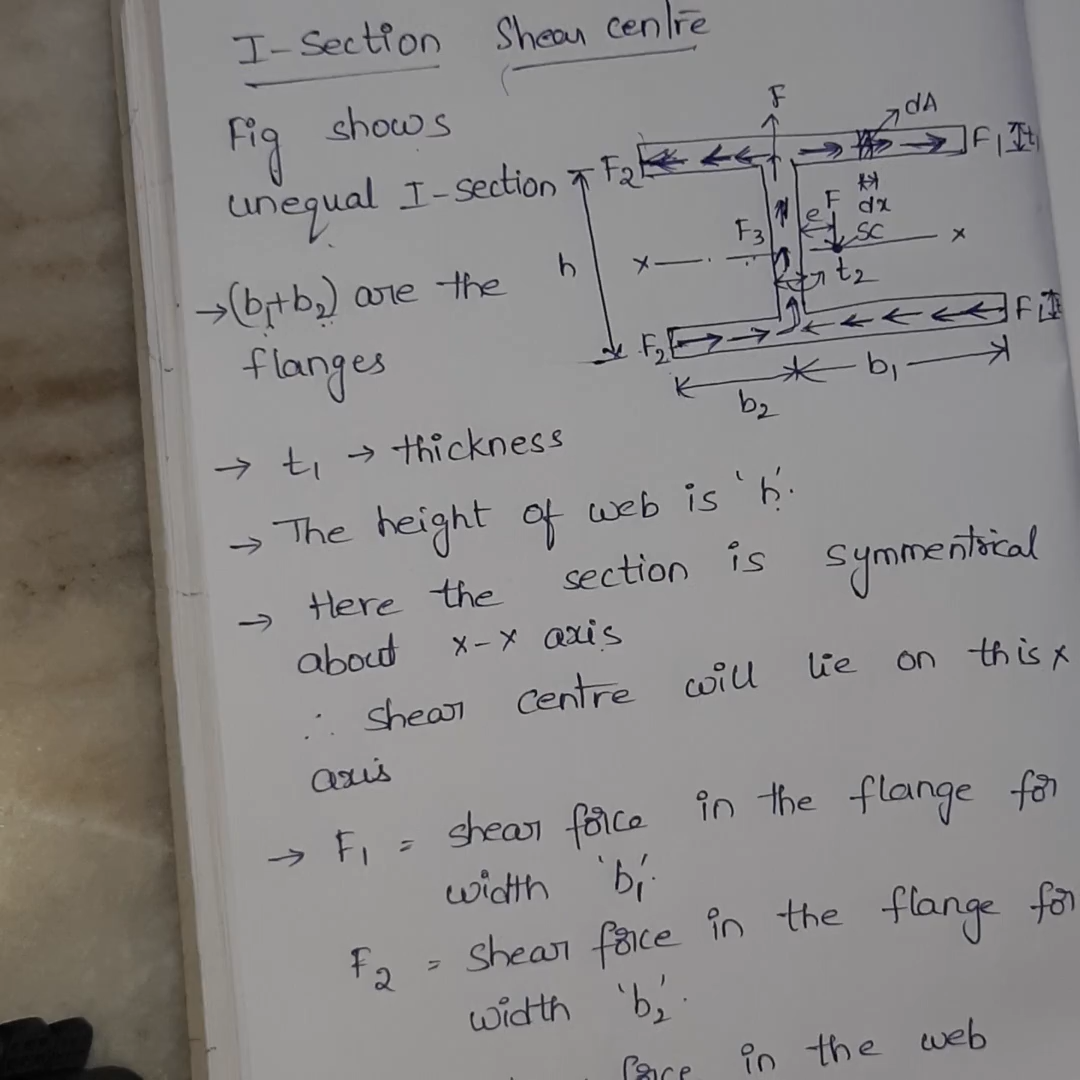 I-Section Shear centre
Fig shows
unequal I-section
→(b₁+b₂) are the
flanges
F
dA
F₂
F₁
t₁
h
F₃
e
F
dx
SC
x
x
t₂
F₂
F₁
b₂
b₁
→ t₁ → thickness
→ The height of web is 'h'.
→ Here the section is symmentrical
about x-x axis
∴ shear centre will lie on this x
axis
→ F₁ = shear force in the flange for
width 'b₁'.
F₂ = shear force in the flange for
width 'b₂'.
force in the web